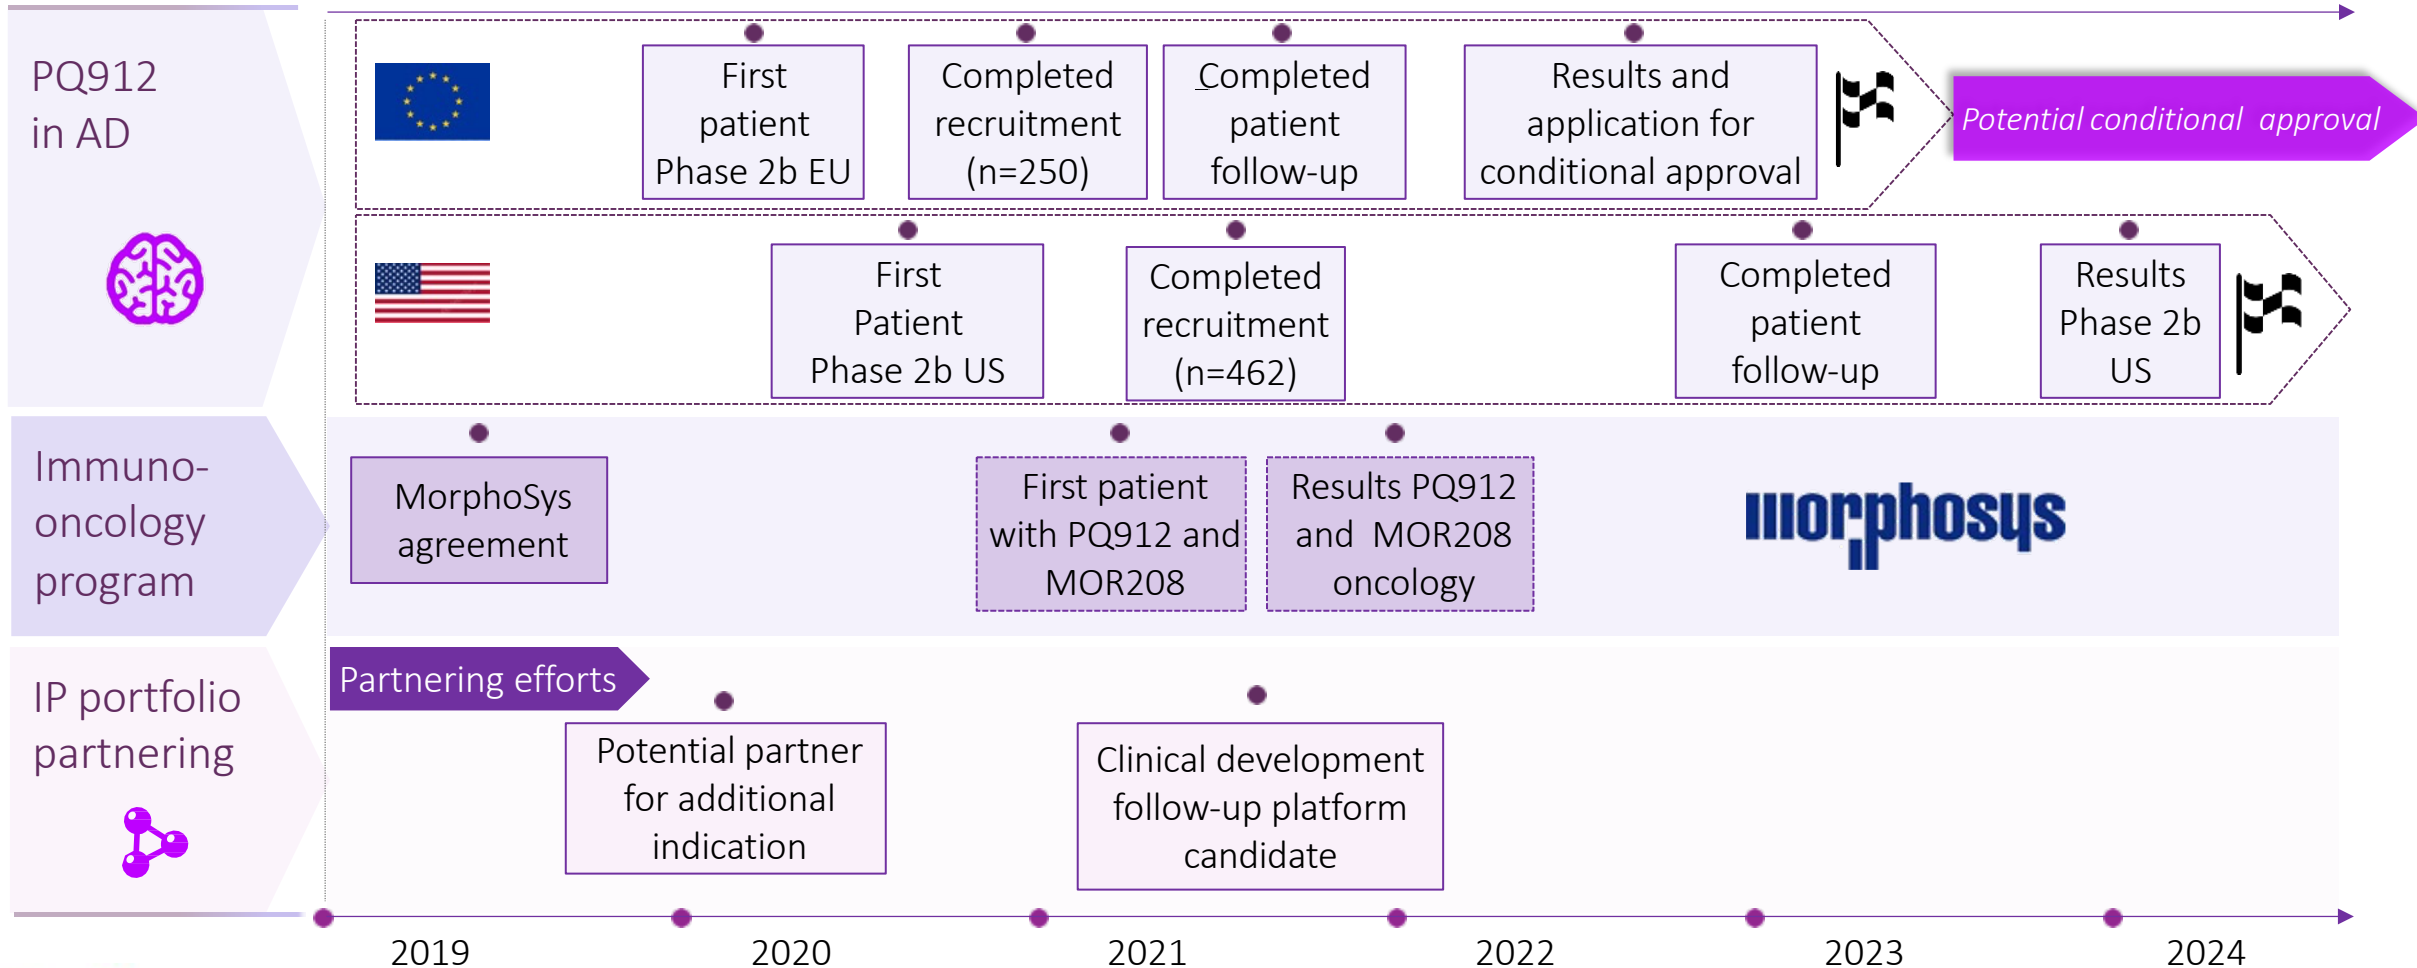 PQ912
in AD
First
patient
Phase 2b EU
Completed
recruitment
(n=250)
Completed
patient
follow-up
Results and
application for
conditional approval
Potential conditional approval
First
Patient
Phase 2b US
Completed
recruitment
(n=462)
Completed
patient
follow-up
Results
Phase 2b
US
Immuno-
oncology
program
MorphoSys
agreement
First patient
with PQ912 and
MOR208
Results PQ912
and MOR208
oncology
morphosys
IP portfolio
partnering
Partnering efforts
Potential partner
for additional
indication
Clinical development
follow-up platform
candidate
2019
2020
2021
2022
2023
2024